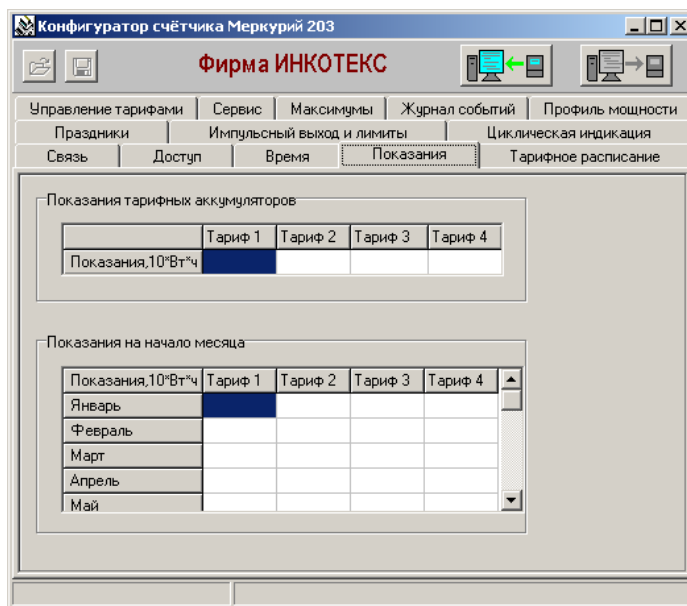 Конфигуратор счётчика Меркурий 203
Фирма ИНКОТЕКС
Управление тарифами Сервис Максимумы Журнал событий Профиль мощности
Праздники Импульсный выход и лимиты Циклическая индикация
Связь Доступ Время Показания Тарифное расписание
Показания тарифных аккумуляторов
Тариф 1 Тариф 2 Тариф 3 Тариф 4
Показания,10*Вт*ч
Показания на начало месяца
Показания,10*Вт*ч Тариф 1 Тариф 2 Тариф 3 Тариф 4
Январь
Февраль
Март
Апрель
Май